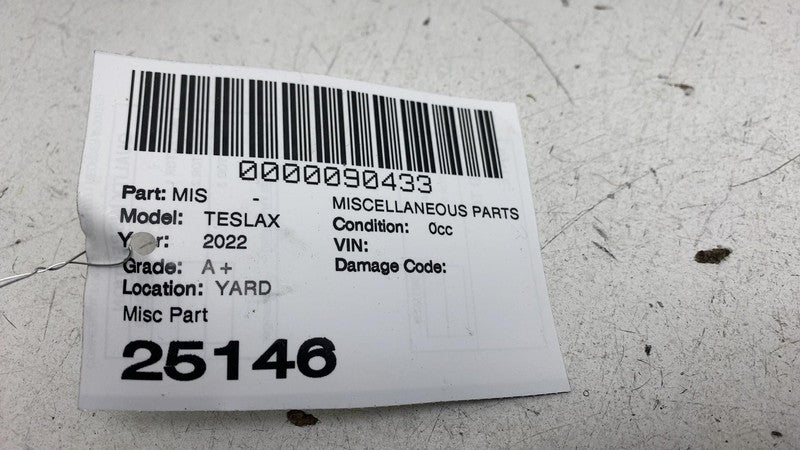 0000090433
Part: MIS - MISCELLANEOUS PARTS
Model: TESLAX Condition: 0cc
Year: 2022 VIN:
Grade: A+ Damage Code:
Location: YARD
Misc Part
25146